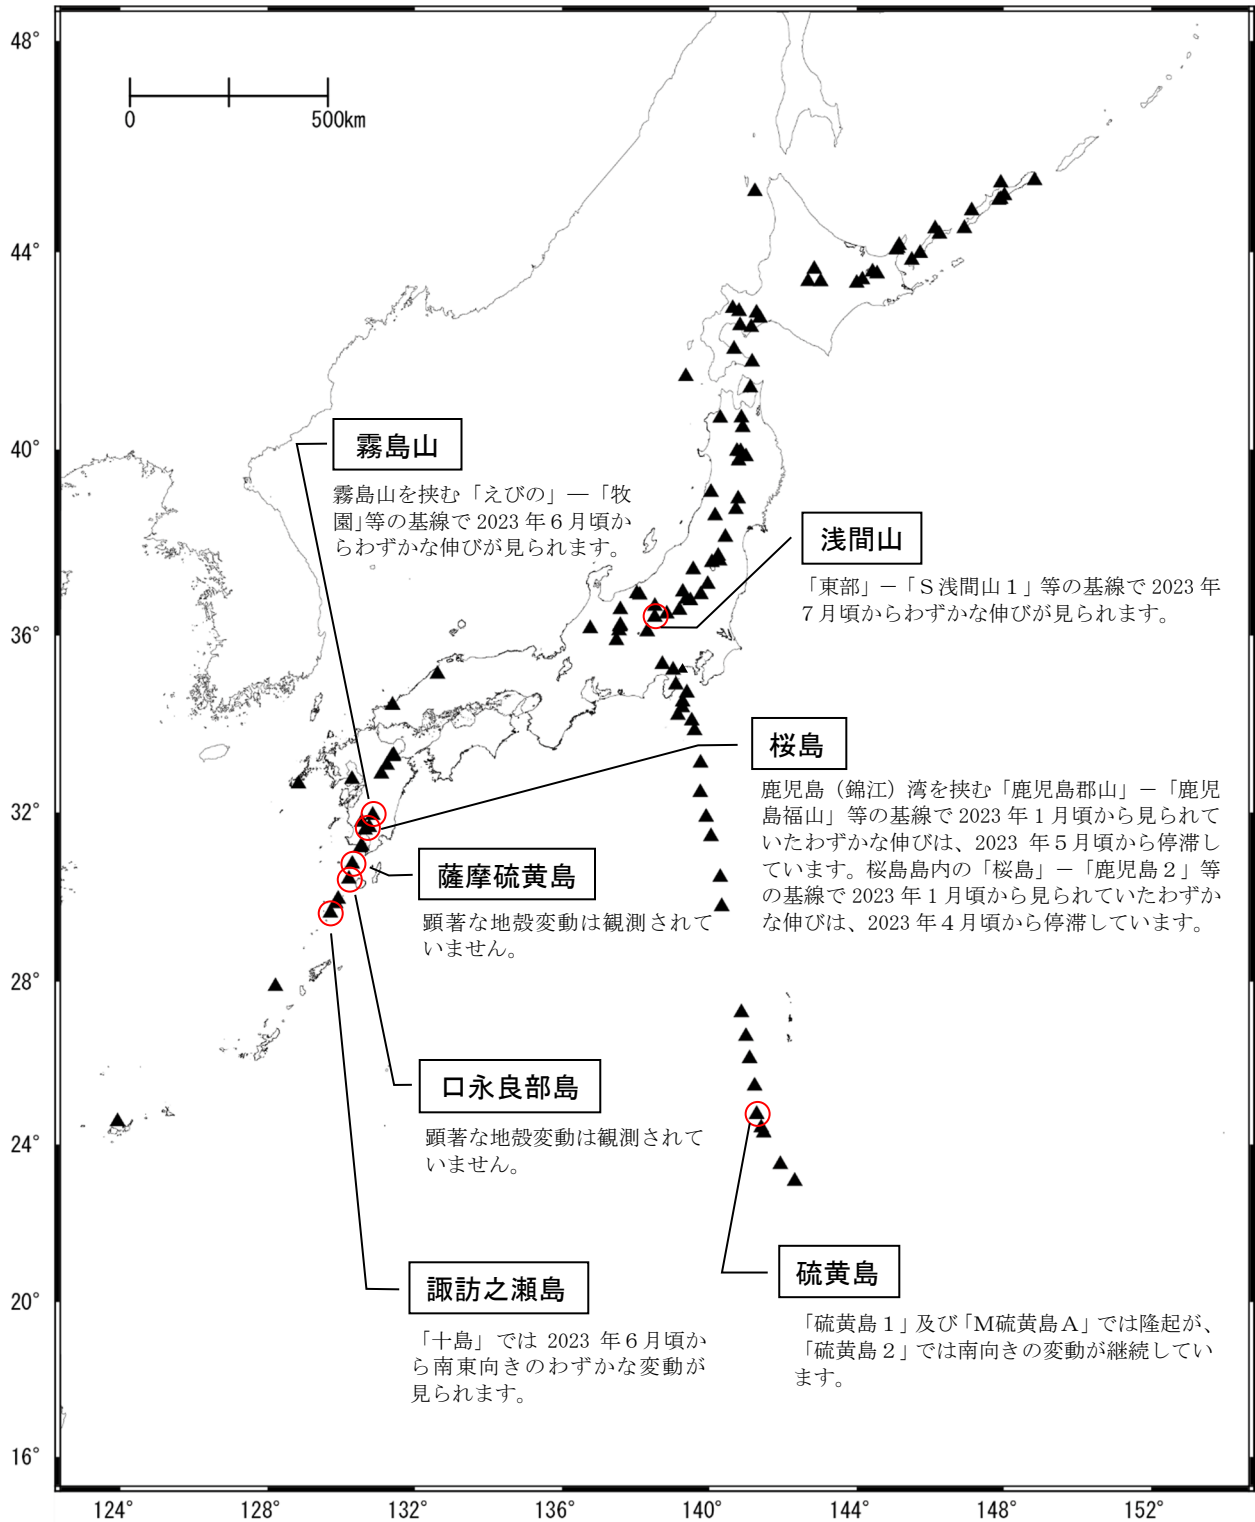 48°
0
500km
44°
40°
霧島山
霧島山を挟む「えびの」―「牧
園」等の基線で 2023 年６月頃か
らわずかな伸びが見られます。
浅間山
「東部」－「Ｓ浅間山１」等の基線で 2023 年
７月頃からわずかな伸びが見られます。
36°
桜島
鹿児島（錦江）湾を挟む「鹿児島郡山」－「鹿児
島福山」等の基線で 2023 年１月頃から見られて
いたわずかな伸びは、2023 年５月頃から停滞し
ています。桜島島内の「桜島」－「鹿児島２」等
の基線で 2023 年１月頃から見られていたわずか
な伸びは、2023 年４月頃から停滞しています。
32°
薩摩硫黄島
顕著な地殻変動は観測されて
いません。
28°
口永良部島
顕著な地殻変動は観測されて
いません。
24°
諏訪之瀬島
「十島」では 2023 年６月頃か
ら南東向きのわずかな変動が
見られます。
硫黄島
「硫黄島１」及び「Ｍ硫黄島Ａ」では隆起が、
「硫黄島２」では南向きの変動が継続してい
ます。
20°
16°
124°
128°
132°
136°
140°
144°
148°
152°